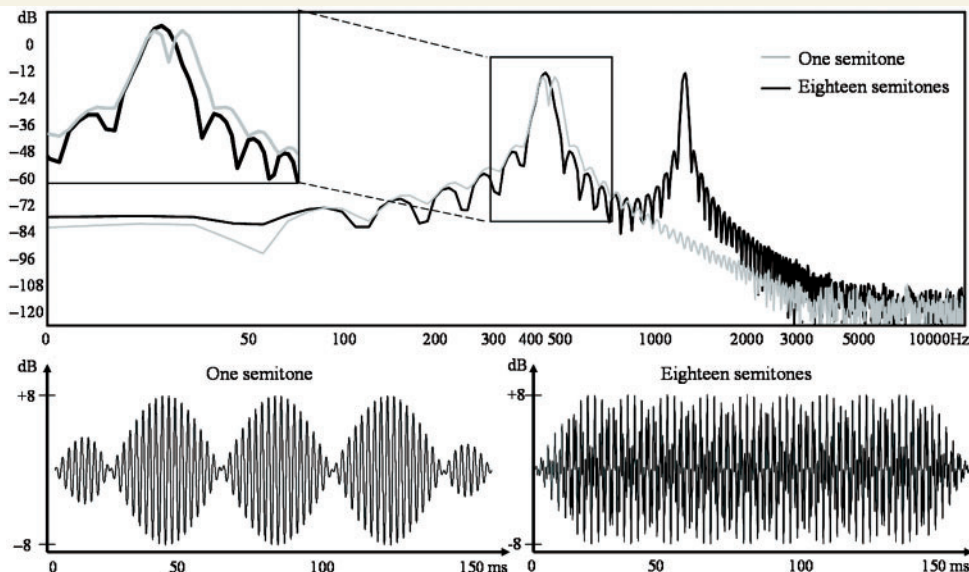 dB
0
−12
−24
−36
−48
−60
−72
−84
−96
−108
−120
One semitone
Eighteen semitones
0 50 100 200 300 400 500 1000 2000 3000 5000 10000Hz
dB One semitone
+8
−8
0 50 100 150 ms
dB Eighteen semitones
+8
-8
0 50 100 150 ms